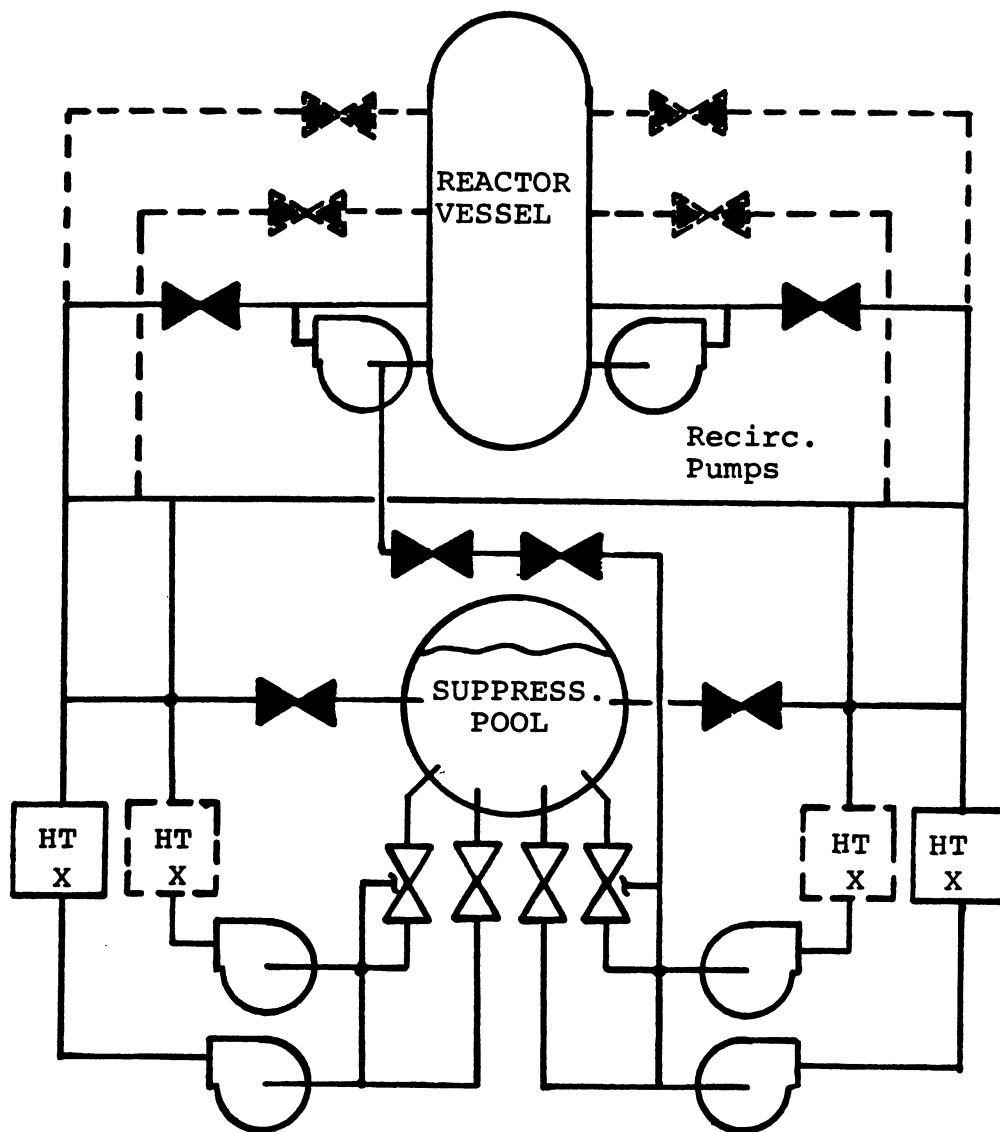 REACTOR
VESSEL
Recirc.
Pumps
SUPPRESS.
POOL
HT
X
HT
X
HT
X
HT
X